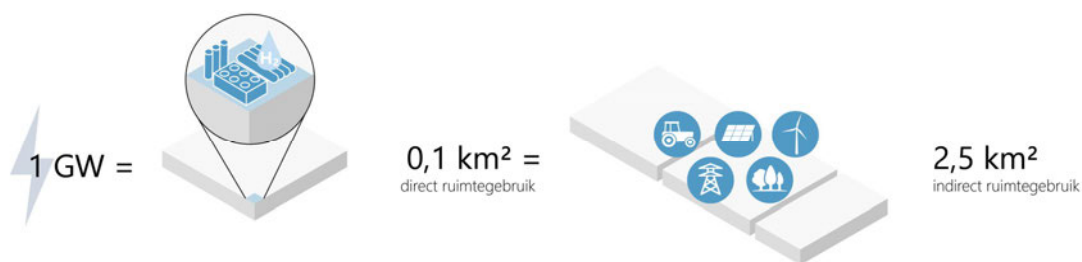 H₂
1 GW =
0,1 km² =
direct ruimtegebruik
2,5 km²
indirect ruimtegebruik